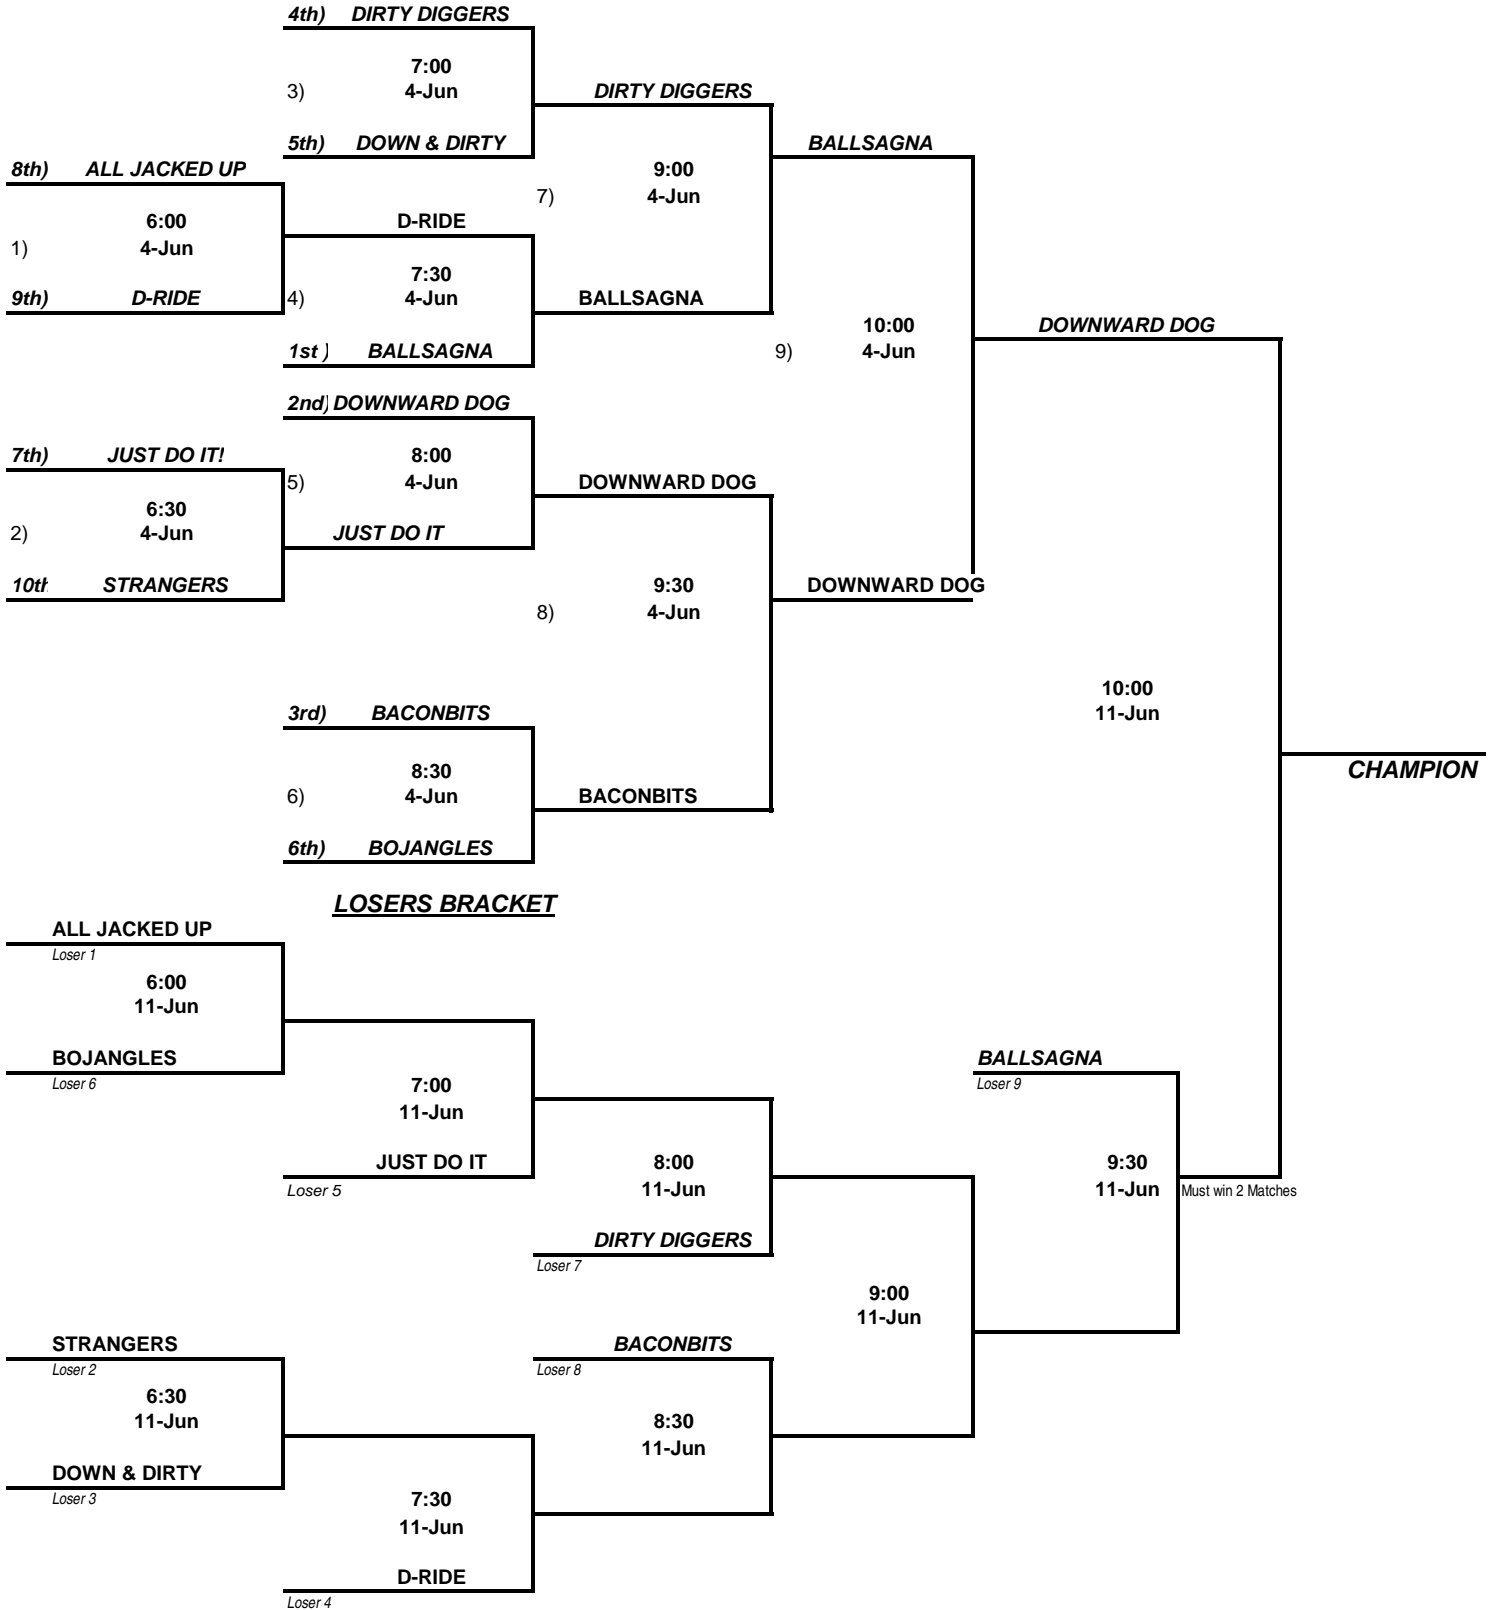 4th) DIRTY DIGGERS
7:00
3) 4-Jun DIRTY DIGGERS
5th) DOWN & DIRTY BALLSAGNA
8th) ALL JACKED UP 9:00
7) 4-Jun
6:00 D-RIDE
1) 4-Jun
7:30
9th) D-RIDE 4) 4-Jun BALLSAGNA
10:00 DOWNWARD DOG
1st ) BALLSAGNA 9) 4-Jun
2nd) DOWNWARD DOG
7th) JUST DO IT! 8:00
5) 4-Jun DOWNWARD DOG
6:30
2) 4-Jun JUST DO IT
10th STRANGERS 9:30 DOWNWARD DOG
8) 4-Jun
10:00
3rd) BACONBITS 11-Jun
8:30 CHAMPION
6) 4-Jun BACONBITS
6th) BOJANGLES
LOSERS BRACKET
ALL JACKED UP
Loser 1
6:00
11-Jun
BOJANGLES BALLSAGNA
Loser 6 7:00 Loser 9
11-Jun
JUST DO IT 8:00 9:30
Loser 5 11-Jun 11-Jun Must win 2 Matches
DIRTY DIGGERS
Loser 7
9:00
11-Jun
STRANGERS BACONBITS
Loser 2 Loser 8
6:30
11-Jun 8:30
11-Jun
DOWN & DIRTY
Loser 3 7:30
11-Jun
D-RIDE
Loser 4